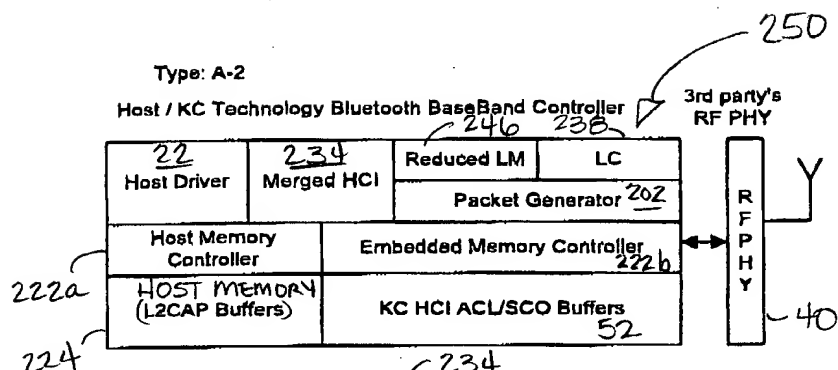 250
Type: A-2
Host / KC Technology Bluetooth BaseBand Controller
3rd party's
RF PHY
246
238
22
Host Driver
234
Merged HCI
Reduced LM
LC
Packet Generator 202
Host Memory
Controller
Embedded Memory Controller
222b
222a
HOST MEMORY
(L2CAP Buffers)
KC HCI ACL/SCO Buffers
52
RF PHY
40
224
234